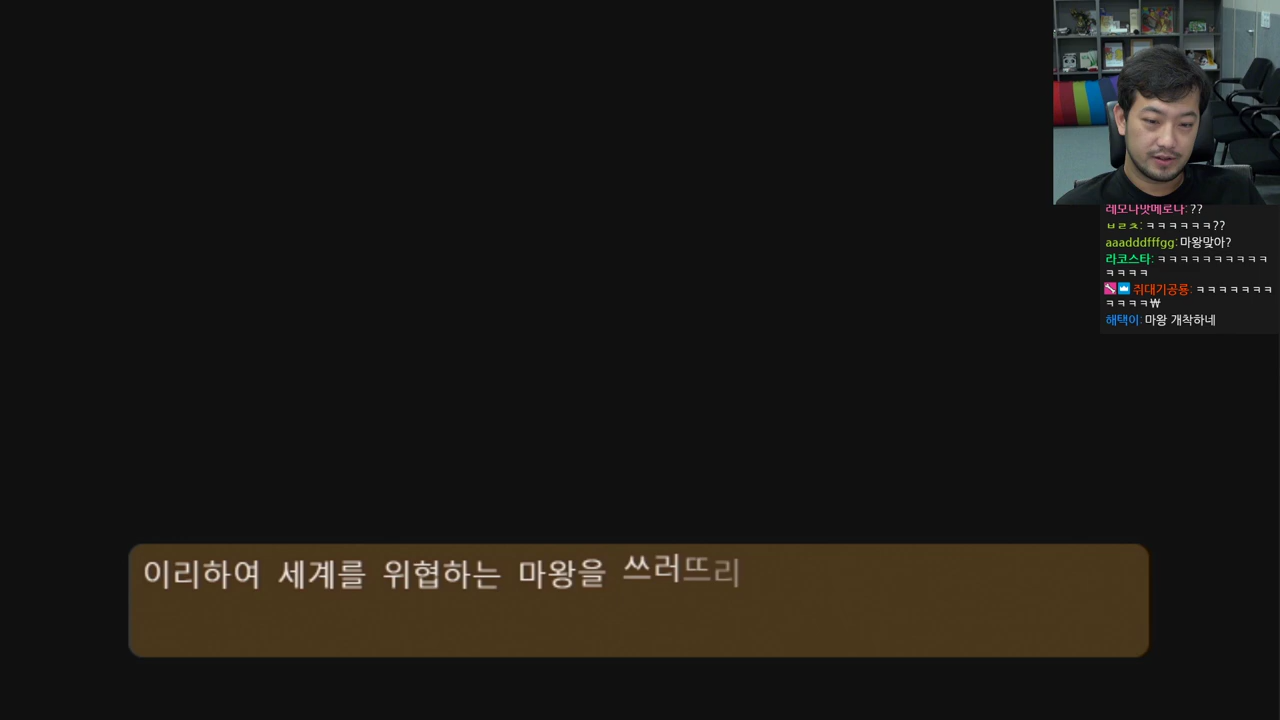 레모나맛메로나: ??
ㅂㄹㅊ: ㅋㅋㅋㅋㅋㅋ??
aaadddfffgg: 마왕맞아?
라코스타: ㅋㅋㅋㅋㅋㅋㅋㅋㅋㅋ
ㅋㅋㅋㅋ
쥐대기공룡: ㅋㅋㅋㅋㅋㅋㅋ
ㅋㅋㅋㅋ₩
해택이: 마왕 개착하네
이리하여 세계를 위협하는 마왕을 쓰러뜨리